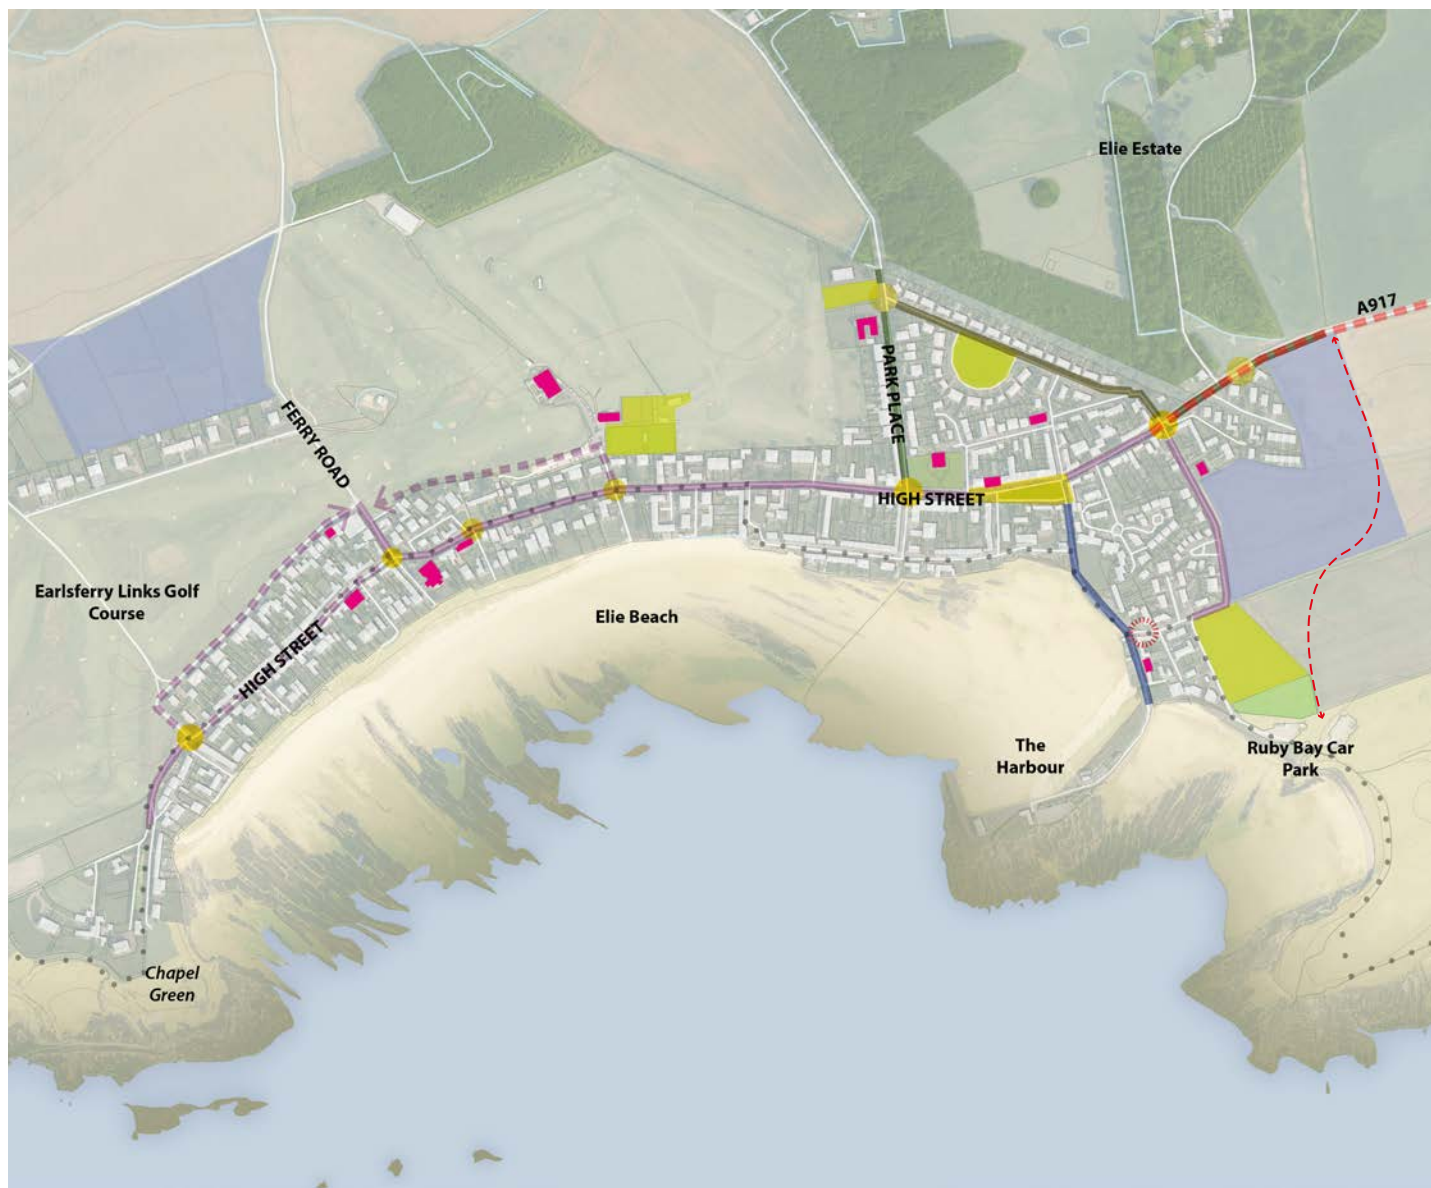 Elie Estate
A917
PARK PLACE
FERRY ROAD
HIGH STREET
Earlsferry Links Golf
Course
Elie Beach
HIGH STREET
The
Harbour
Ruby Bay Car
Park
Chapel
Green